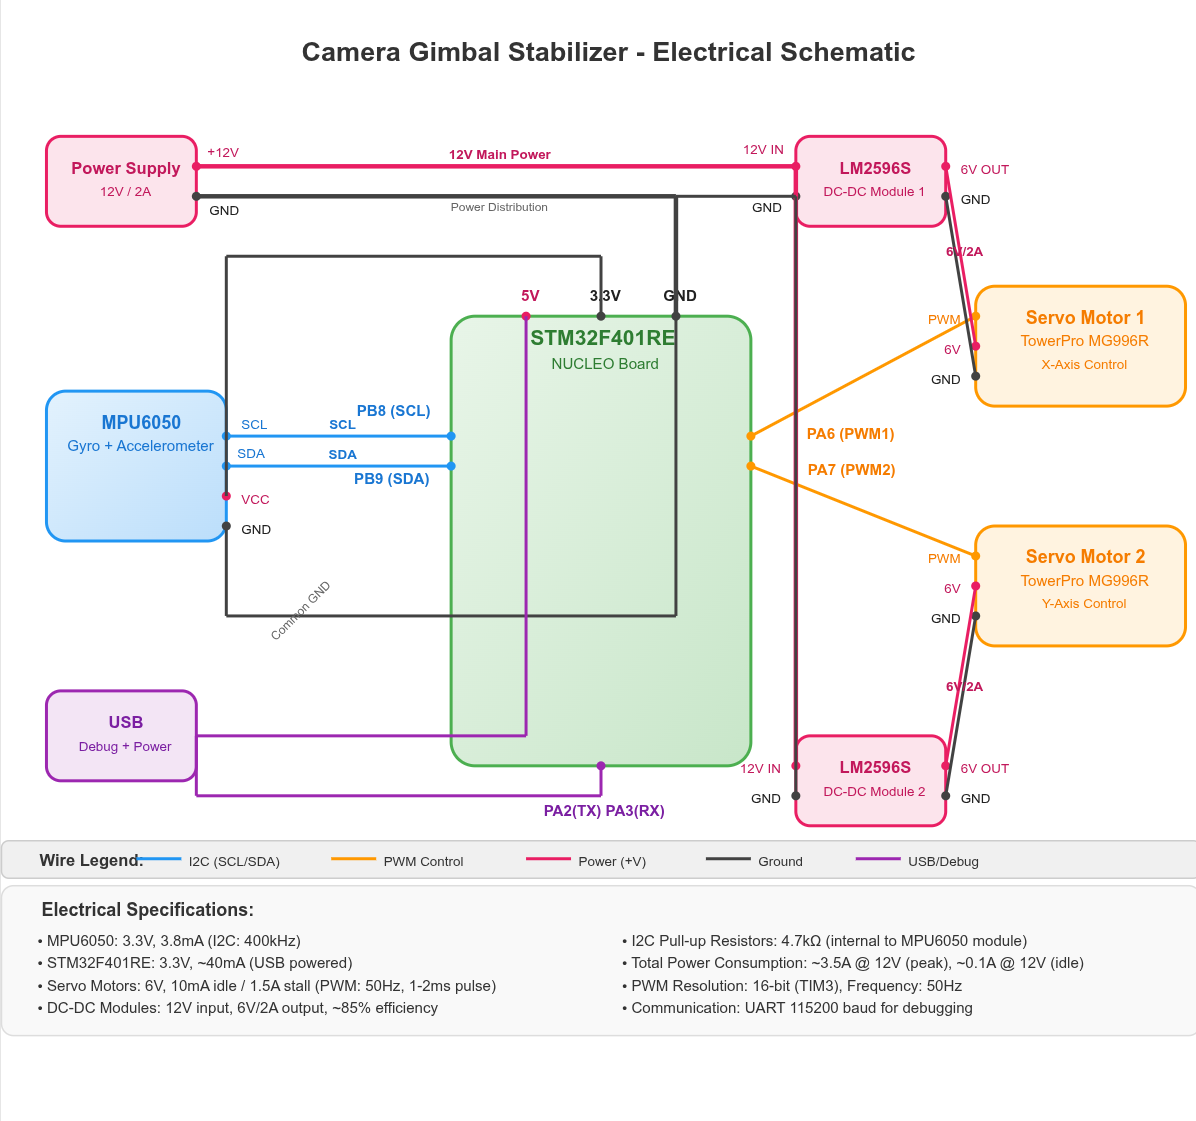 Camera Gimbal Stabilizer - Electrical Schematic
Power Supply
12V / 2A
+12V
GND
12V Main Power
Power Distribution
12V IN
GND
LM2596S
DC-DC Module 1
6V OUT
GND
6V/2A
5V
3.3V
GND
STM32F401RE
NUCLEO Board
PWM
6V
GND
Servo Motor 1
TowerPro MG996R
X-Axis Control
MPU6050
Gyro + Accelerometer
SCL
SDA
VCC
GND
SCL
SDA
PB8 (SCL)
PB9 (SDA)
PA6 (PWM1)
PA7 (PWM2)
Common GND
PWM
6V
GND
Servo Motor 2
TowerPro MG996R
Y-Axis Control
6V/2A
USB
Debug + Power
PA2(TX) PA3(RX)
12V IN
GND
LM2596S
DC-DC Module 2
6V OUT
GND
Wire Legend:
I2C (SCL/SDA)
PWM Control
Power (+V)
Ground
USB/Debug
Electrical Specifications:
• MPU6050: 3.3V, 3.8mA (I2C: 400kHz)
• STM32F401RE: 3.3V, ~40mA (USB powered)
• Servo Motors: 6V, 10mA idle / 1.5A stall (PWM: 50Hz, 1-2ms pulse)
• DC-DC Modules: 12V input, 6V/2A output, ~85% efficiency
• I2C Pull-up Resistors: 4.7kΩ (internal to MPU6050 module)
• Total Power Consumption: ~3.5A @ 12V (peak), ~0.1A @ 12V (idle)
• PWM Resolution: 16-bit (TIM3), Frequency: 50Hz
• Communication: UART 115200 baud for debugging